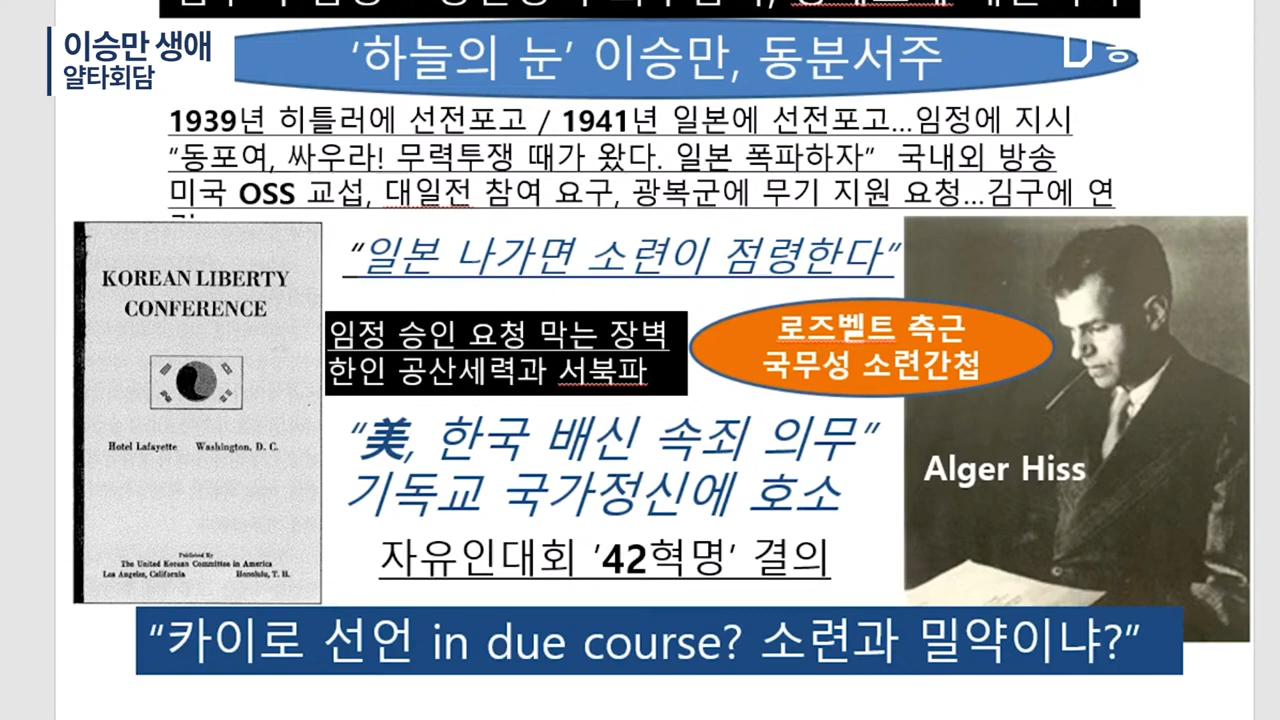 이승만 생애
얄타회담
'하늘의 눈' 이승만, 동분서주
1939년 히틀러에 선전포고 / 1941년 일본에 선전포고...임정에 지시
"동포여, 싸우라! 무력투쟁 때가 왔다. 일본 폭파하자" 국내외 방송
미국 OSS 교섭, 대일전 참여 요구, 광복군에 무기 지원 요청...김구에 연
KOREAN LIBERTY
CONFERENCE
Hotel Lafayette Washington, D. C.
Published By
The United Korean Committee in America
Los Angeles, California Honolulu, T. H.
"일본 나가면 소련이 점령한다"
임정 승인 요청 막는 장벽
한인 공산세력과 서북파
로즈벨트 측근
국무성 소련간첩
"美, 한국 배신 속죄 의무"
기독교 국가정신에 호소
자유인대회 '42혁명' 결의
Alger Hiss
"카이로 선언 in due course? 소련과 밀약이냐?"